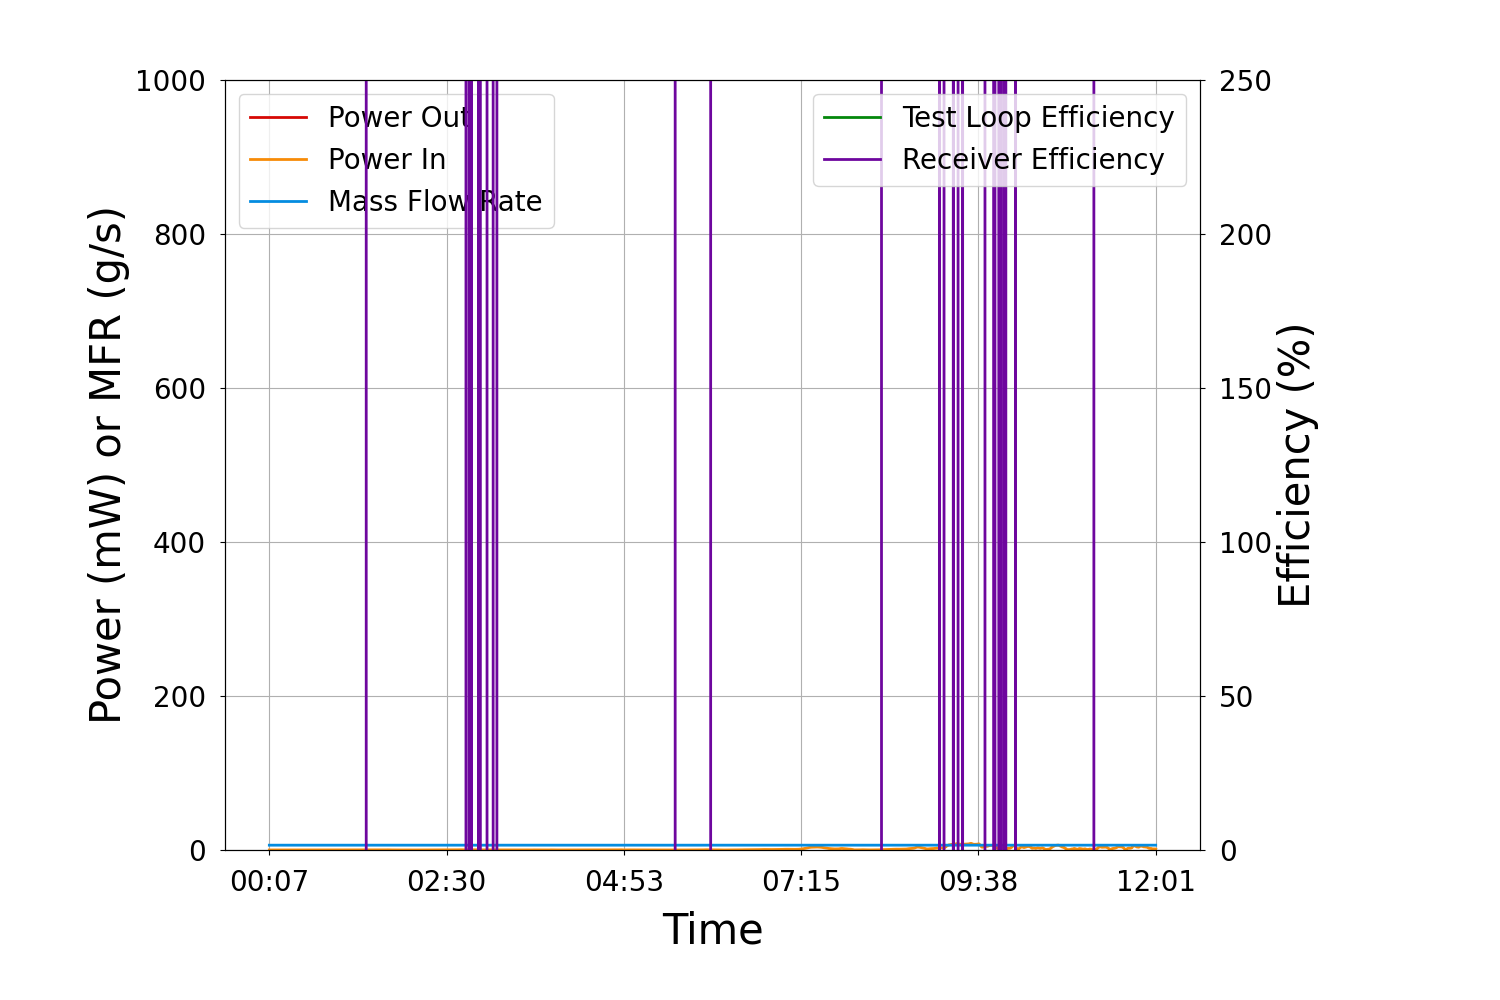 1000
800
600
400
200
0
Power (mW) or MFR (g/s)
Power Out
Power In
Mass Flow Rate
Test Loop Efficiency
Receiver Efficiency
250
200
150
100
50
0
Efficiency (%)
00:07 02:30 04:53 07:15 09:38 12:01
Time